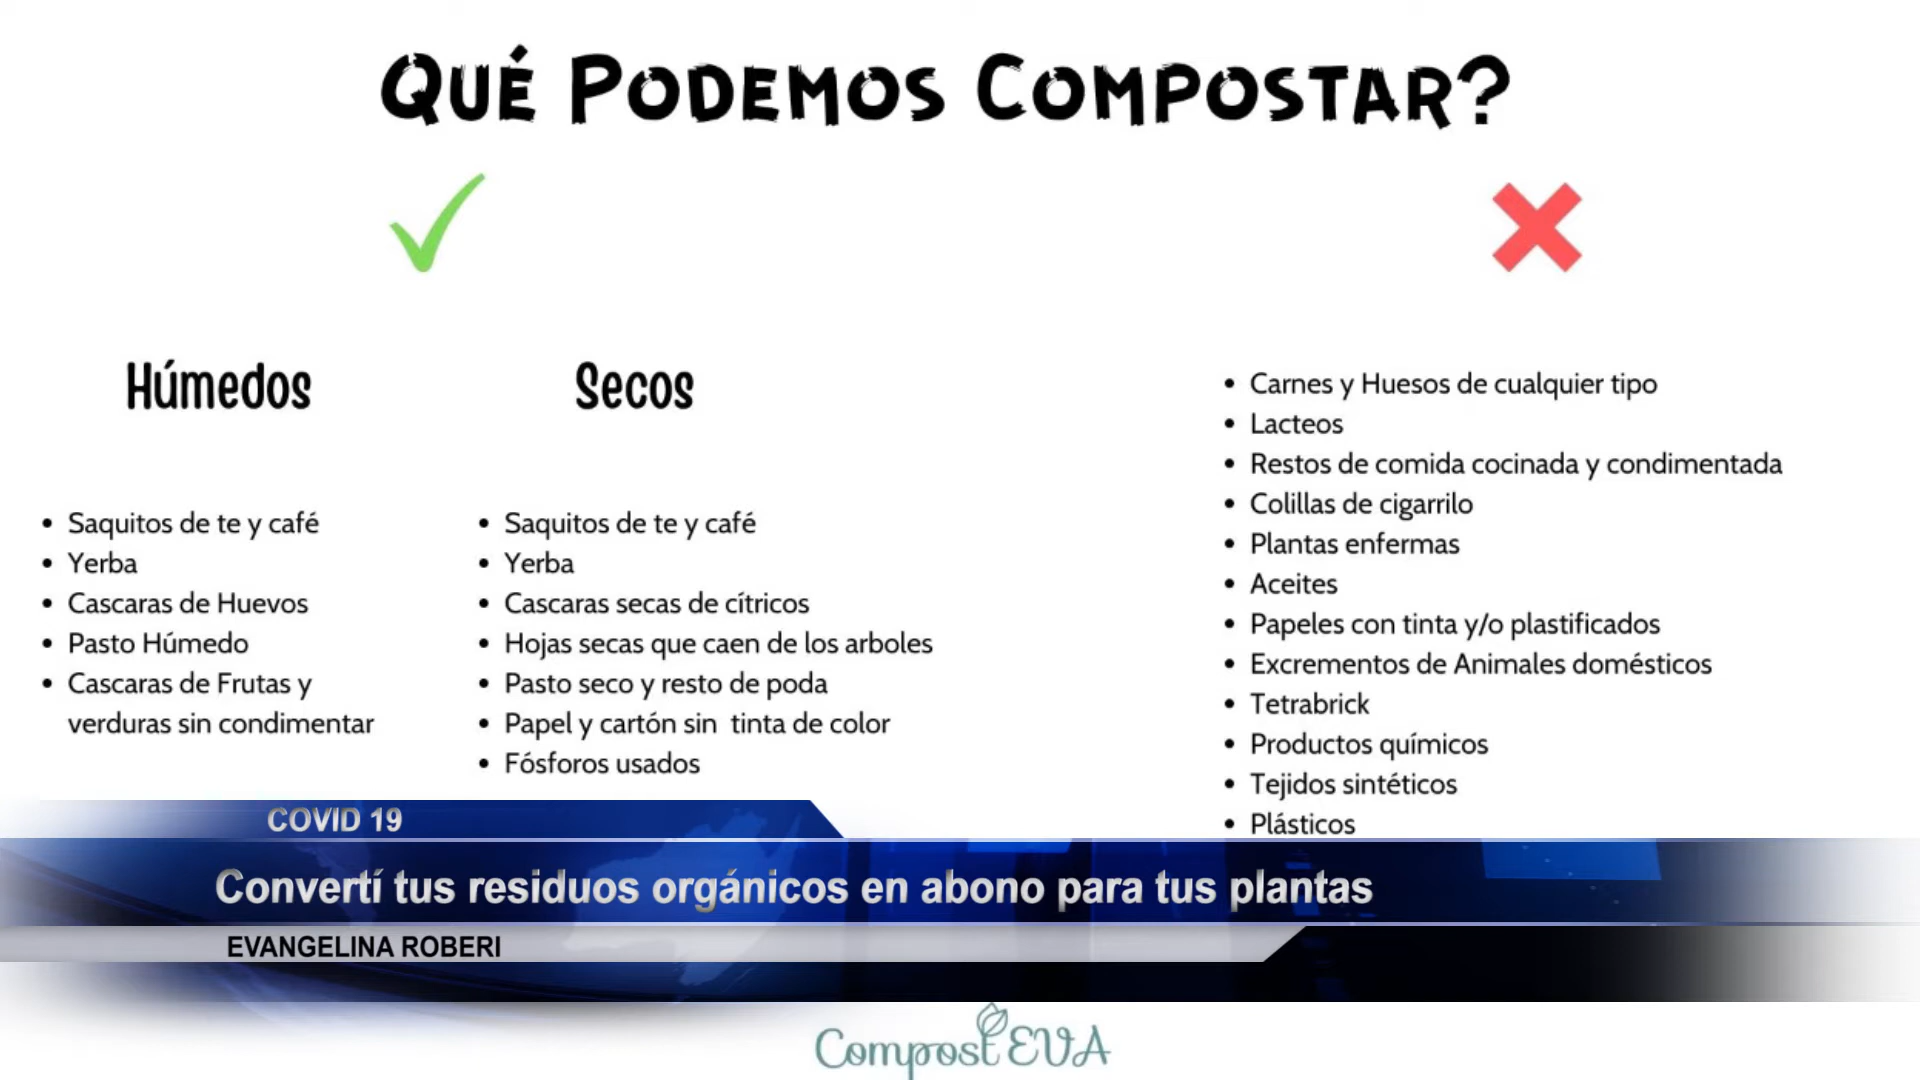 QUÉ PODEMOS COMPOSTAR?
Húmedos
Saquitos de te y café
Yerba
Cascaras de Huevos
Pasto Húmedo
Cascaras de Frutas y
verduras sin condimentar
Secos
Saquitos de te y café
Yerba
Cascaras secas de cítricos
Hojas secas que caen de los arboles
Pasto seco y resto de poda
Papel y cartón sin tinta de color
Fósforos usados
Carnes y Huesos de cualquier tipo
Lacteos
Restos de comida cocinada y condimentada
Colillas de cigarrilo
Plantas enfermas
Aceites
Papeles con tinta y/o plastificados
Excrementos de Animales domésticos
Tetrabrick
Productos químicos
Tejidos sintéticos
Plásticos
COVID 19
Convertí tus residuos orgánicos en abono para tus plantas
EVANGELINA ROBERI
Compost EVA